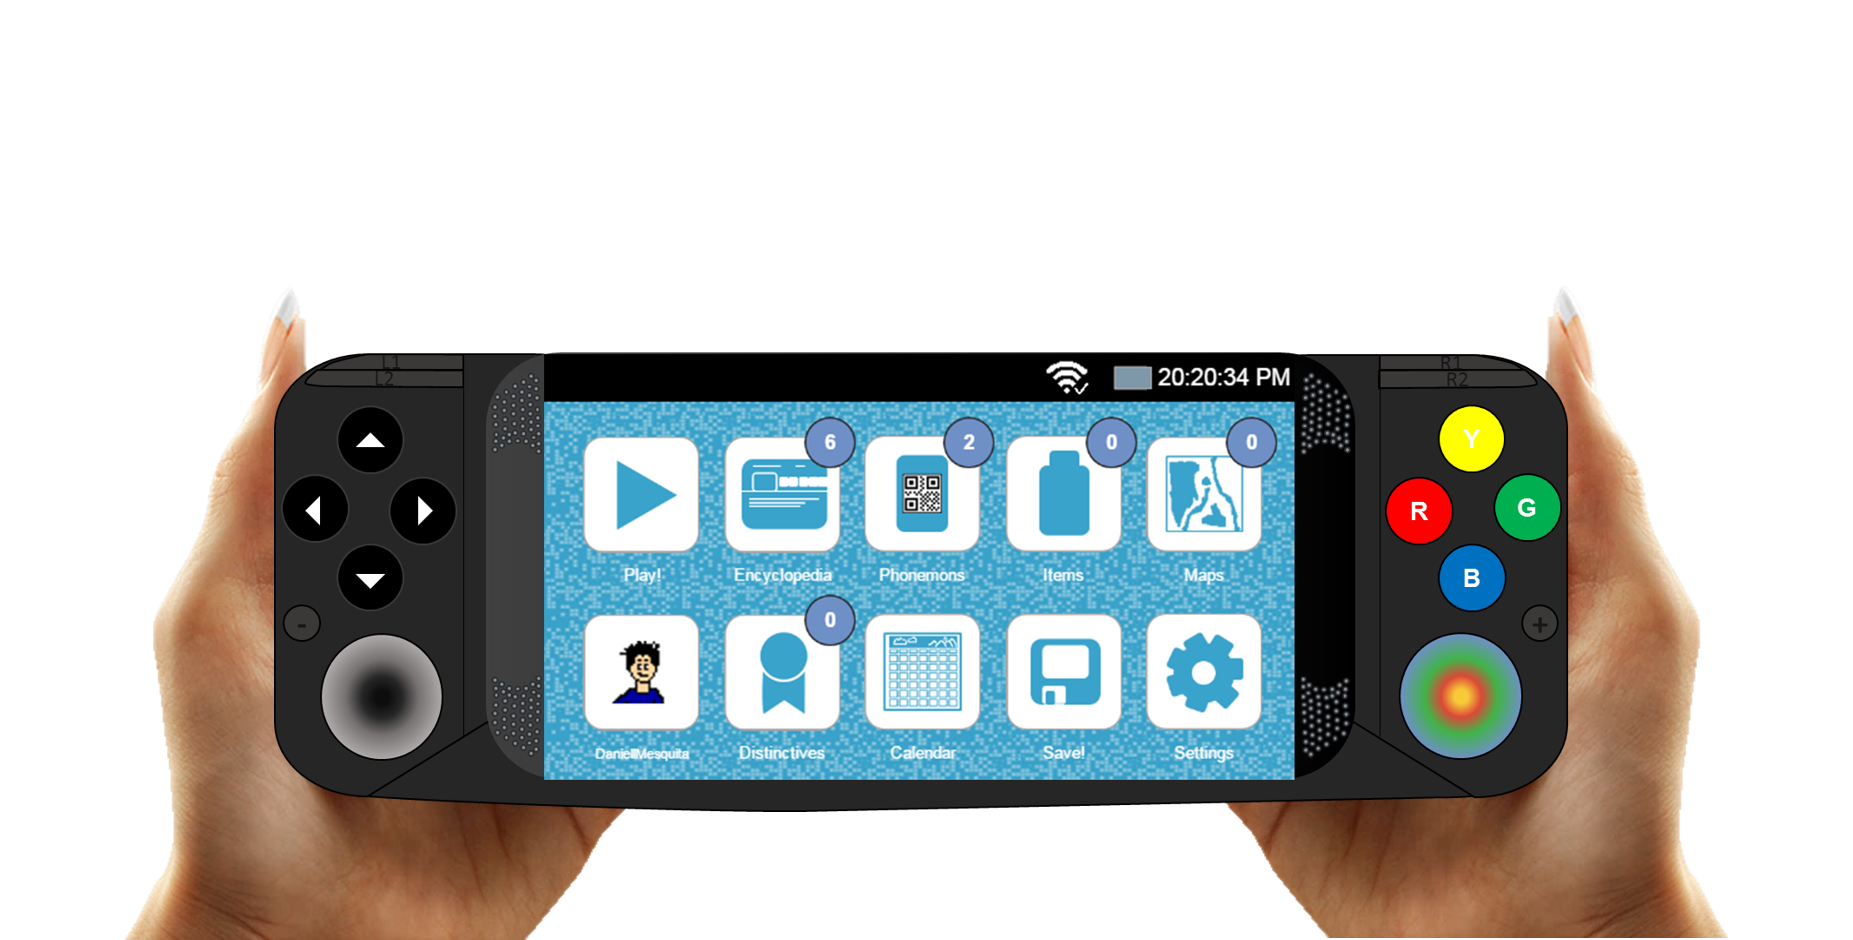 L1
L2
R1
R2
20:20:34 PM
6
2
0
0
Play!
Encyclopedia
Phonemons
Items
Maps
0
DaniellMesquita
Distinctives
Calendar
Save!
Settings
Y
R
G
B
-
+